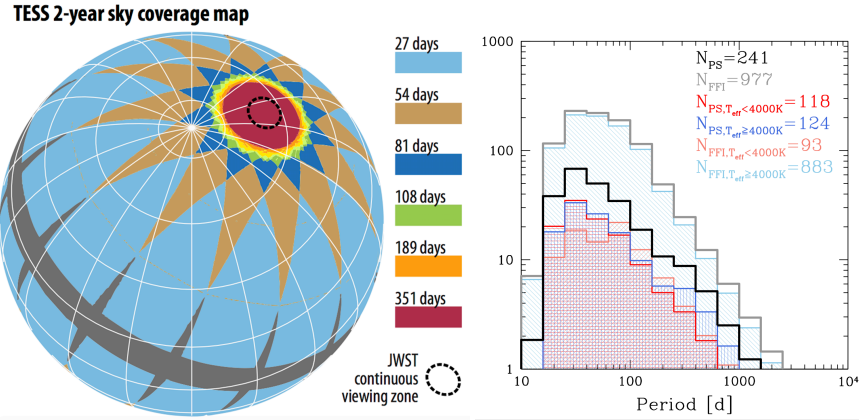 TESS 2-year sky coverage map
27 days
54 days
81 days
108 days
189 days
351 days
JWST
continuous
viewing zone
1000
100
10
1
N_PS=241
N_FFI=977
N_PS,T_eff<4000K=118
N_PS,T_eff≥4000K=124
N_FFI,T_eff<4000K=93
N_FFI,T_eff≥4000K=883
10 100 1000 10⁴
Period [d]